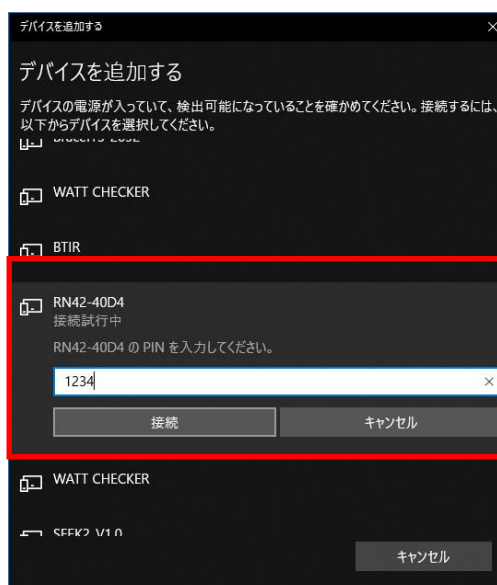 デバイスを追加する
デバイスを追加する
デバイスの電源が入っていて、検出可能になっていることを確かめてください。接続するには、
以下からデバイスを選択してください。
WATT CHECKER
BTIR
RN42-40D4
接続試行中
RN42-40D4 の PIN を入力してください。
1234
接続 キャンセル
WATT CHECKER
SEEK2_V1.0
キャンセル